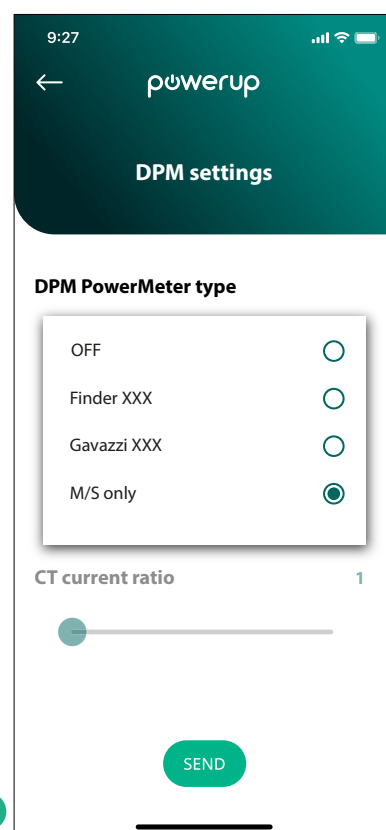 9:27
powerup
DPM settings
DPM PowerMeter type
OFF
Finder XXX
Gavazzi XXX
M/S only
CT current ratio 1
SEND